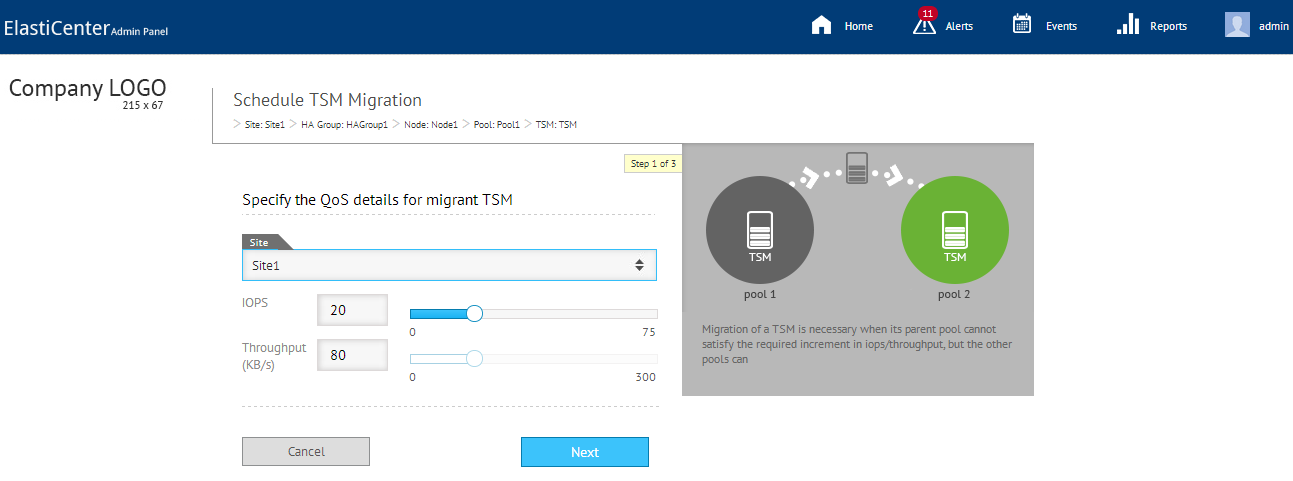 ElastiCenter Admin Panel
Home
11
Alerts
Events
Reports
admin
Company LOGO
215 x 67
Schedule TSM Migration
> Site: Site1 > HA Group: HAGroup1 > Node: Node1 > Pool: Pool1 > TSM: TSM
Step 1 of 3
Specify the QoS details for migrant TSM
Site
Site1
IOPS
20
0
75
Throughput
(KB/s)
80
0
300
Cancel
Next
TSM
TSM
pool 1
pool 2
Migration of a TSM is necessary when its parent pool cannot
satisfy the required increment in iops/throughput, but the other
pools can